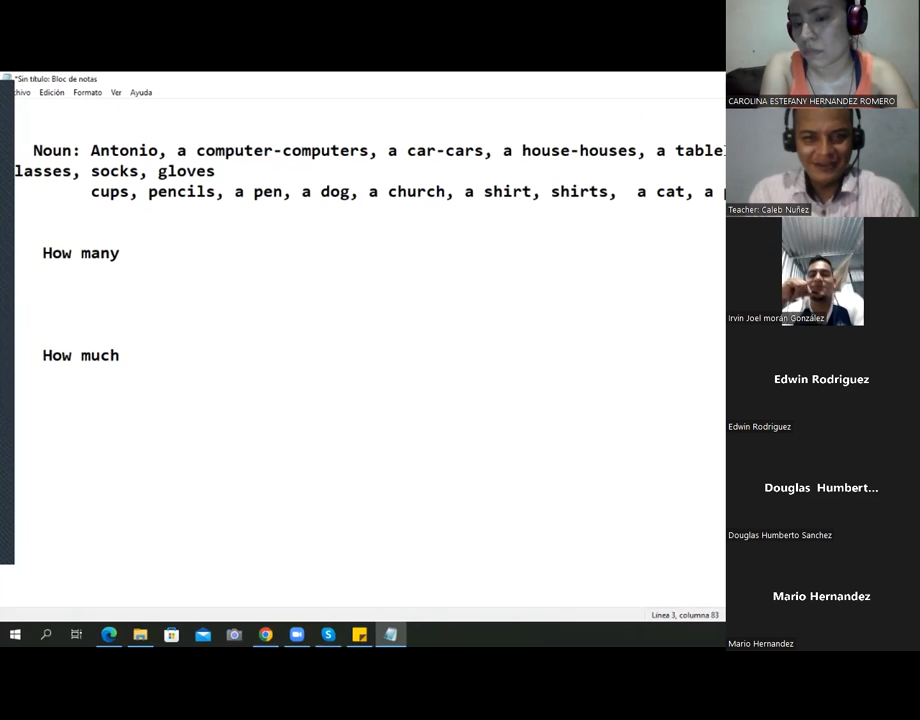 *Sin título: Bloc de notas
chivo Edición Formato Ver Ayuda
Noun: Antonio, a computer-computers, a car-cars, a house-houses, a table
lasses, socks, gloves
cups, pencils, a pen, a dog, a church, a shirt, shirts, a cat, a
How many
How much
Línea 3, columna 83
CAROLINA ESTEFANY HERNANDEZ ROMERO
Teacher: Caleb Nuñez
Irvin Joel morán González
Edwin Rodriguez
Edwin Rodriguez
Douglas Humbert...
Douglas Humberto Sanchez
Mario Hernandez
Mario Hernandez